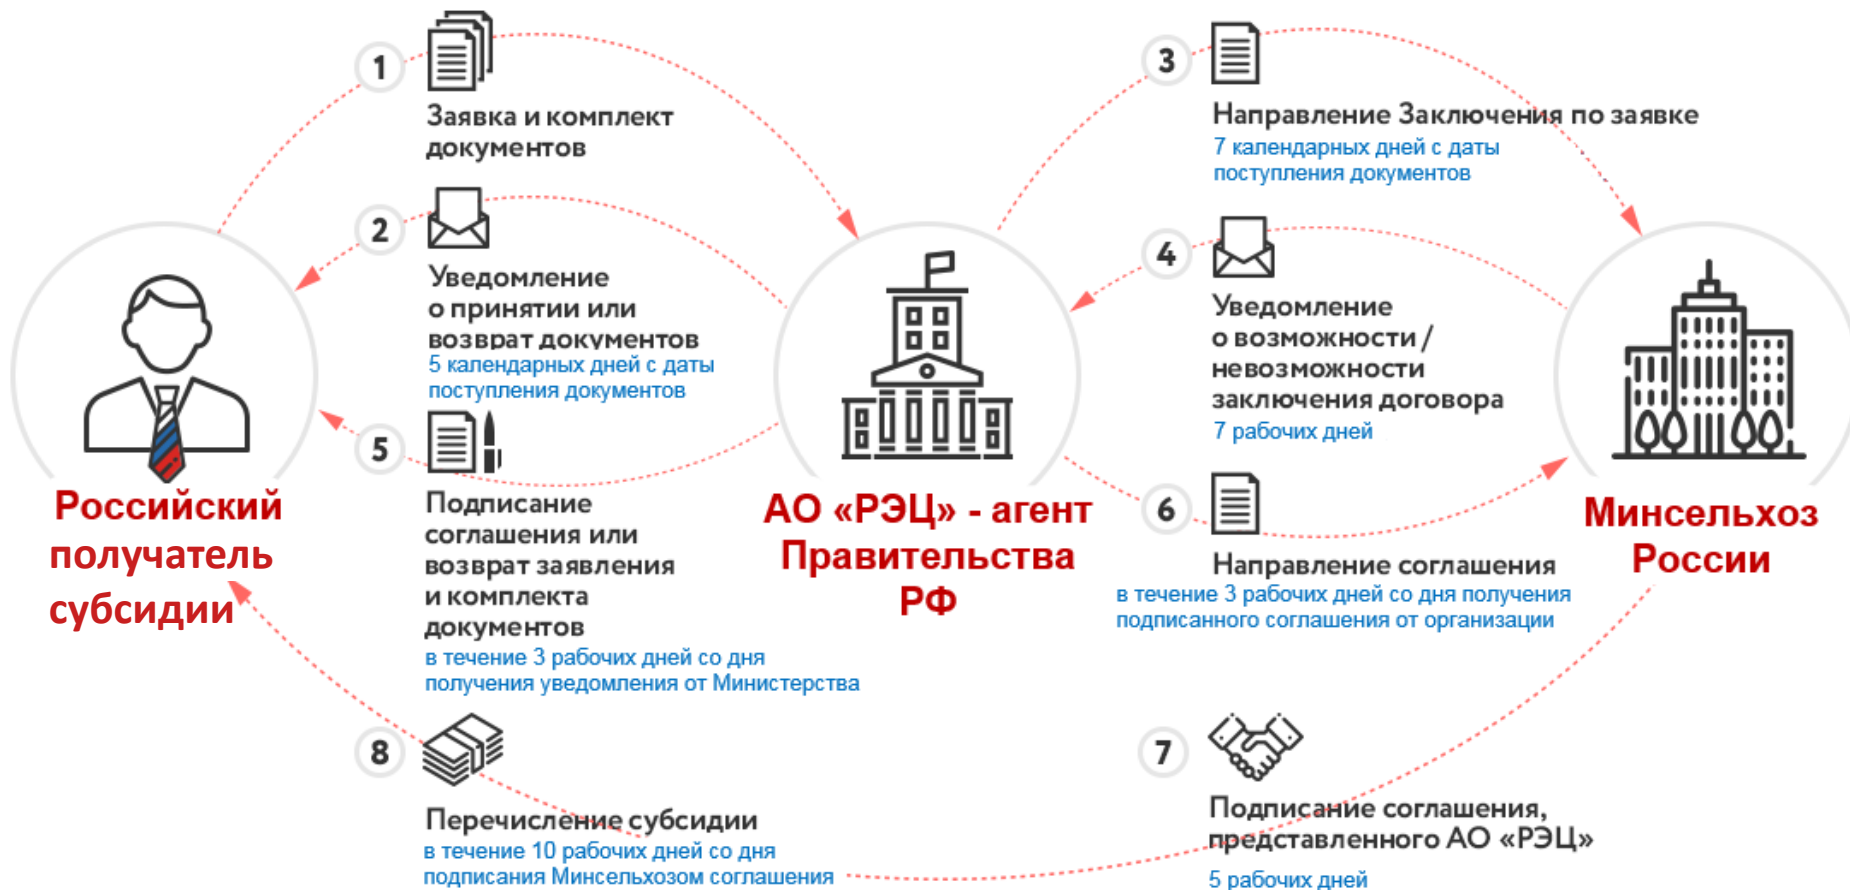 1
Заявка и комплект
документов
2
Уведомление
о принятии или
возврат документов
5 календарных дней с даты
поступления документов
5
Подписание
соглашения или
возврат заявления
и комплекта
документов
в течение 3 рабочих дней со дня
получения уведомления от Министерства
8
Перечисление субсидии
в течение 10 рабочих дней со дня
подписания Минсельхозом соглашения
3
Направление Заключения по заявке
7 календарных дней с даты
поступления документов
4
Уведомление
о возможности /
невозможности
заключения договора
7 рабочих дней
6
Направление соглашения
в течение 3 рабочих дней со дня получения
подписанного соглашения от организации
7
Подписание соглашения,
представленного АО «РЭЦ»
5 рабочих дней
Российский
получатель
субсидии
АО «РЭЦ» - агент
Правительства
РФ
Минсельхоз
России